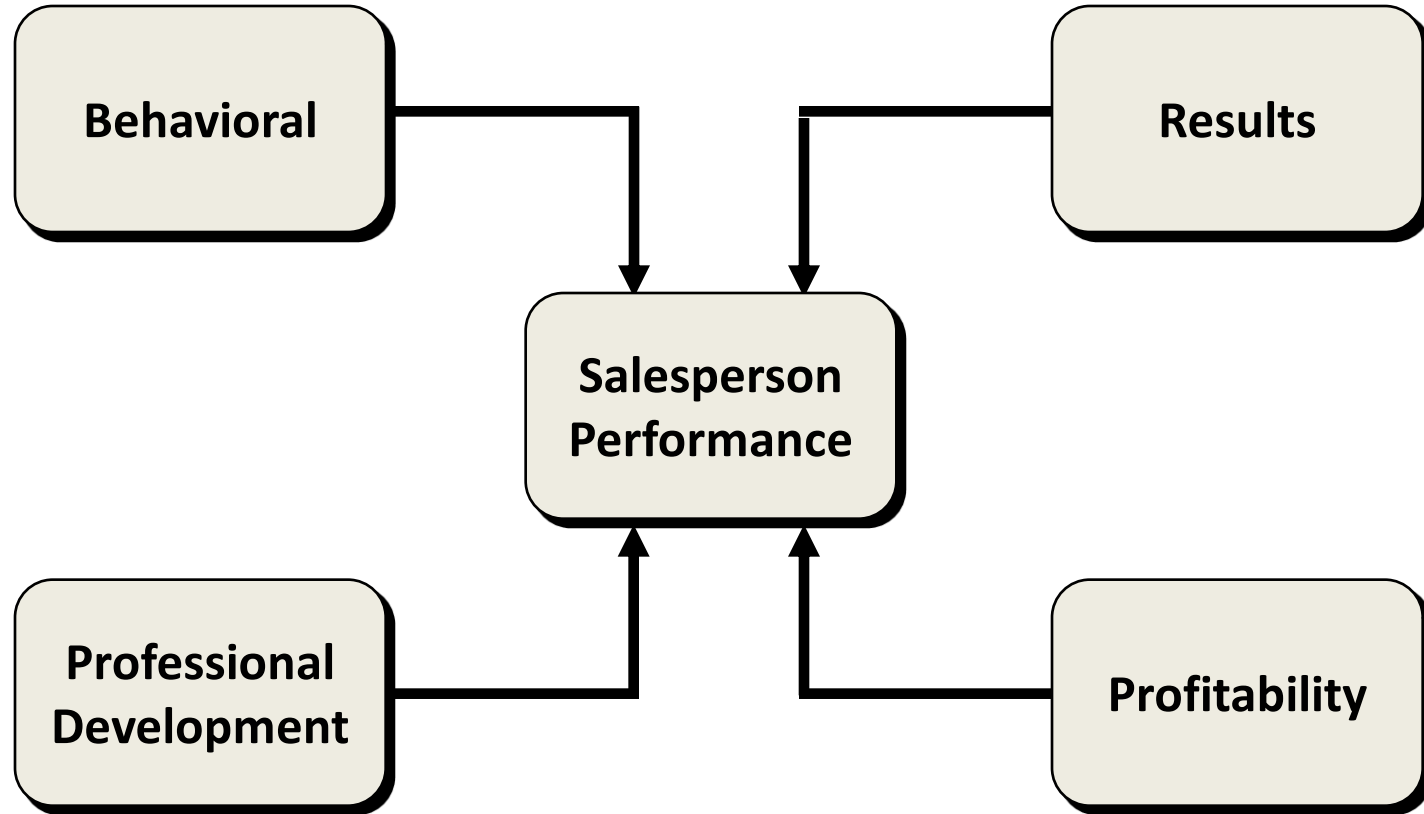 Behavioral
Results
Salesperson
Performance
Professional
Development
Profitability